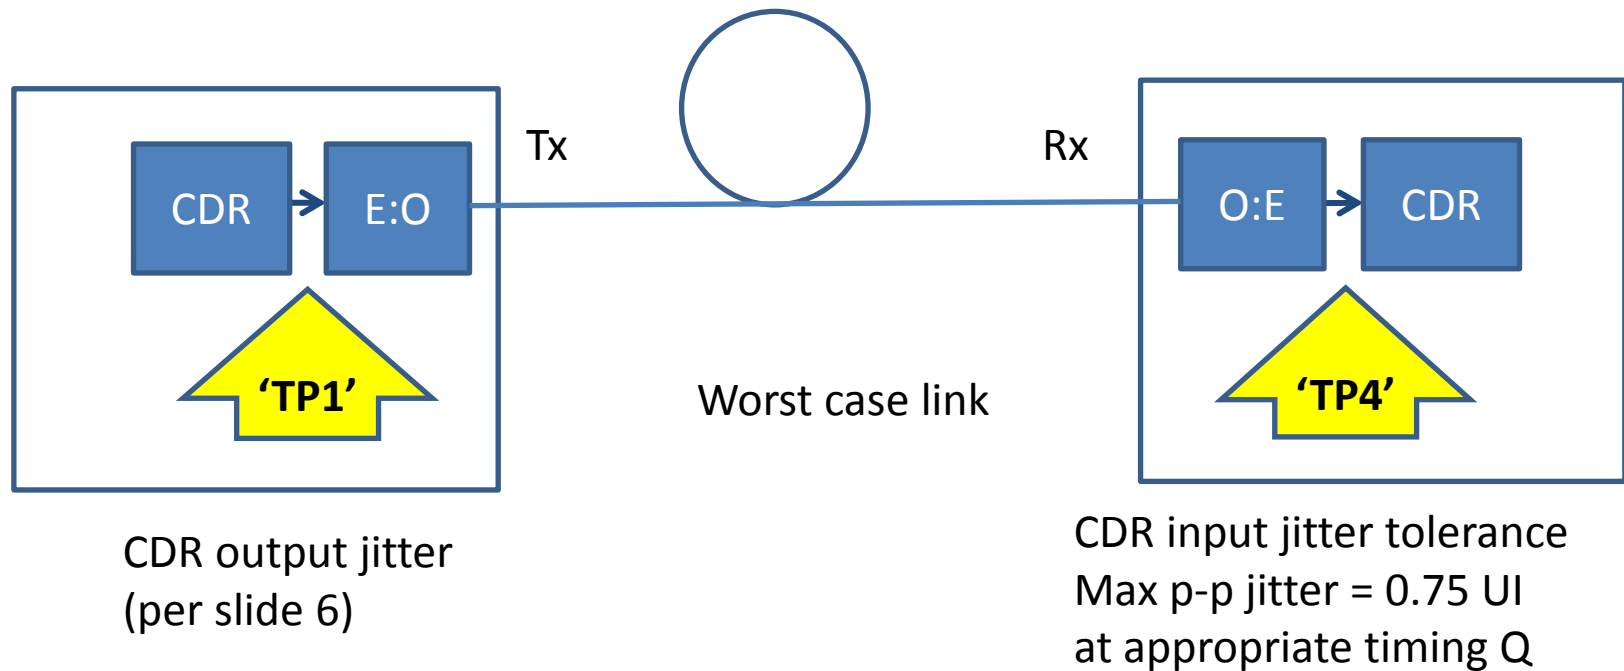 Tx
Rx
CDR
E:O
O:E
CDR
‘TP1’
Worst case link
‘TP4’
CDR output jitter
(per slide 6)
CDR input jitter tolerance
Max p-p jitter = 0.75 UI
at appropriate timing Q